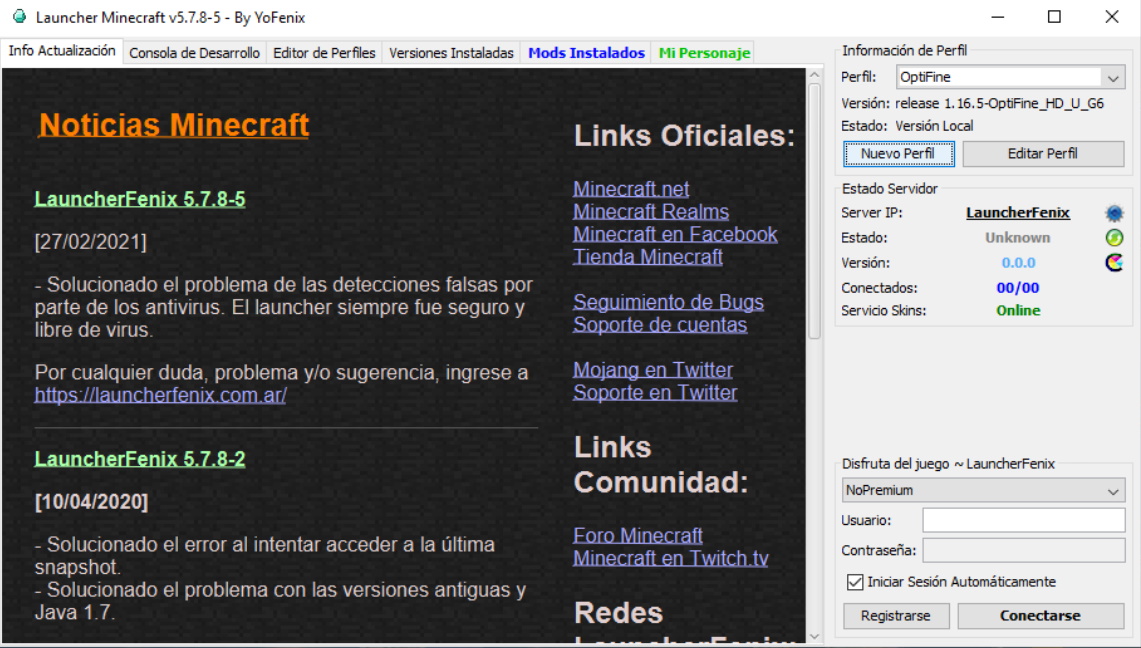 Launcher Minecraft v5.7.8-5 - By YoFenix
Info Actualización
Consola de Desarrollo
Editor de Perfiles
Versiones Instaladas
Mods Instalados
Mi Personaje
Noticias Minecraft
LauncherFenix 5.7.8-5
[27/02/2021]
- Solucionado el problema de las detecciones falsas por
parte de los antivirus. El launcher siempre fue seguro y
libre de virus.
Por cualquier duda, problema y/o sugerencia, ingrese a
https://launcherfenix.com.ar/
LauncherFenix 5.7.8-2
[10/04/2020]
- Solucionado el error al intentar acceder a la última
snapshot.
- Solucionado el problema con las versiones antiguas y
Java 1.7.
Links Oficiales:
Minecraft.net
Minecraft Realms
Minecraft en Facebook
Tienda Minecraft
Seguimiento de Bugs
Soporte de cuentas
Mojang en Twitter
Soporte en Twitter
Links
Comunidad:
Foro Minecraft
Minecraft en Twitch.tv
Redes
LauncherFenix:
Información de Perfil
Perfil: OptiFine
Versión: release 1.16.5-OptiFine_HD_U_G6
Estado: Versión Local
Nuevo Perfil
Editar Perfil
Estado Servidor
Server IP: LauncherFenix
Estado: Unknown
Versión: 0.0.0
Conectados: 00/00
Servicio Skins: Online
Disfruta del juego ~ LauncherFenix
NoPremium
Usuario:
Contraseña:
Iniciar Sesión Automáticamente
Registrarse
Conectarse